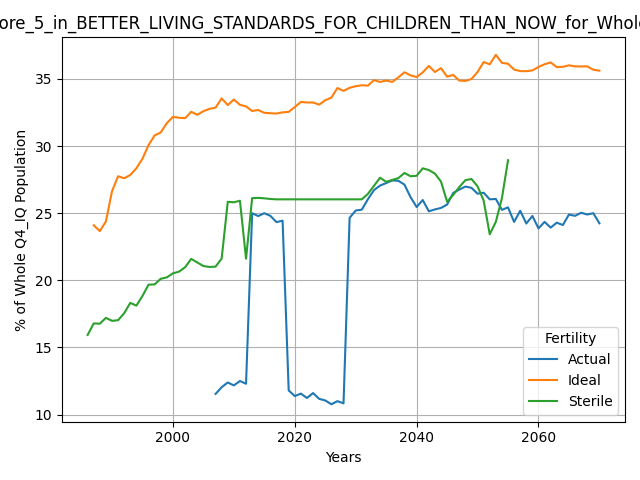 ore_5_in_BETTER_LIVING_STANDARDS_FOR_CHILDREN_THAN_NOW_for_Whole
% of Whole Q4_IQ Population
35
30
25
20
15
10
2000
2020
2040
2060
Years
Fertility
Actual
Ideal
Sterile